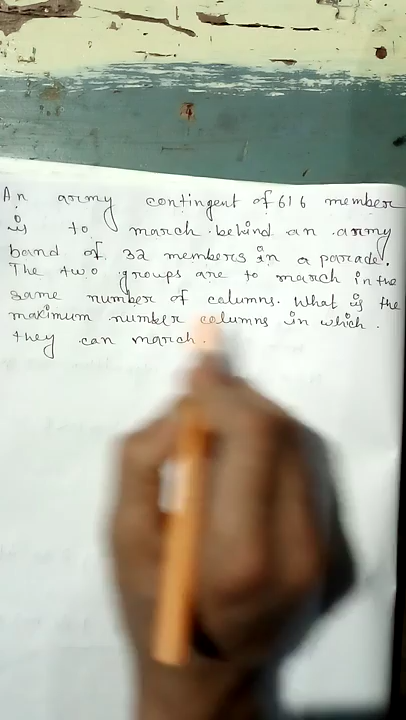 An army contingent of 616 member
is to march behind an army
band of 32 members in a parade.
The two groups are to march in the
same number of columns. What is the
maximum number columns in which
they can march.